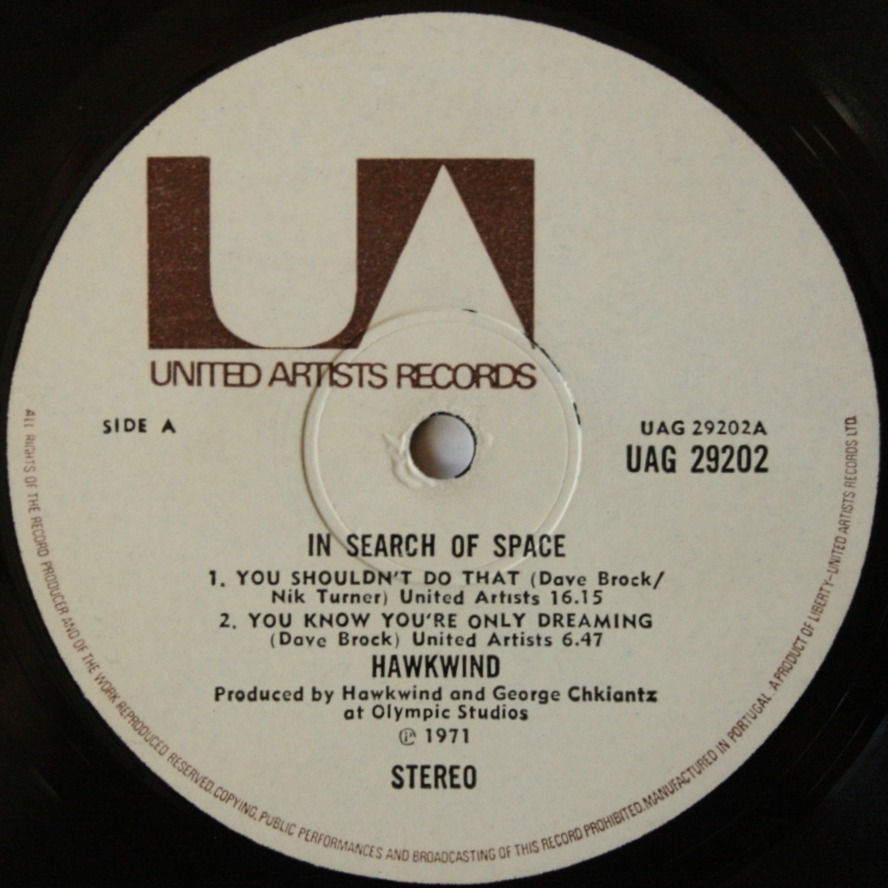 UA
UNITED ARTISTS RECORDS
SIDE A
UAG 29202A
UAG 29202
IN SEARCH OF SPACE
1. YOU SHOULDN'T DO THAT (Dave Brock/
Nik Turner) United Artists 16.15
2. YOU KNOW YOU'RE ONLY DREAMING
(Dave Brock) United Artists 6.47
HAWKWIND
Produced by Hawkwind and George Chkiantz
at Olympic Studios
℗ 1971
STEREO
ALL RIGHTS OF THE RECORD PRODUCER AND OF THE WORK REPRODUCED RESERVED. COPYING, PUBLIC PERFORMANCES AND BROADCASTING OF THIS RECORD PROHIBITED. MANUFACTURED IN PORTUGAL · A PRODUCT OF LIBERTY-UNITED ARTISTS RECORDS LTD.